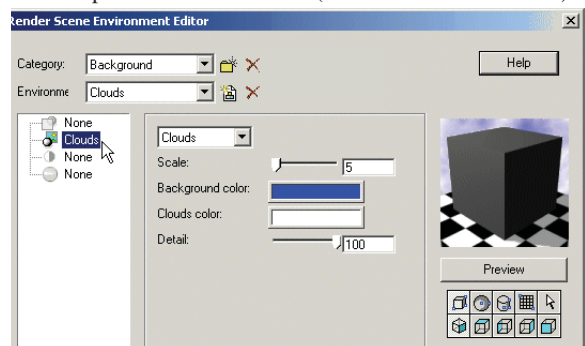 Render Scene Environment Editor
Help
Category: Background
Environme Clouds
None
Clouds
None
None
Clouds
Scale: 5
Background color:
Clouds color:
Detail: 100
Preview